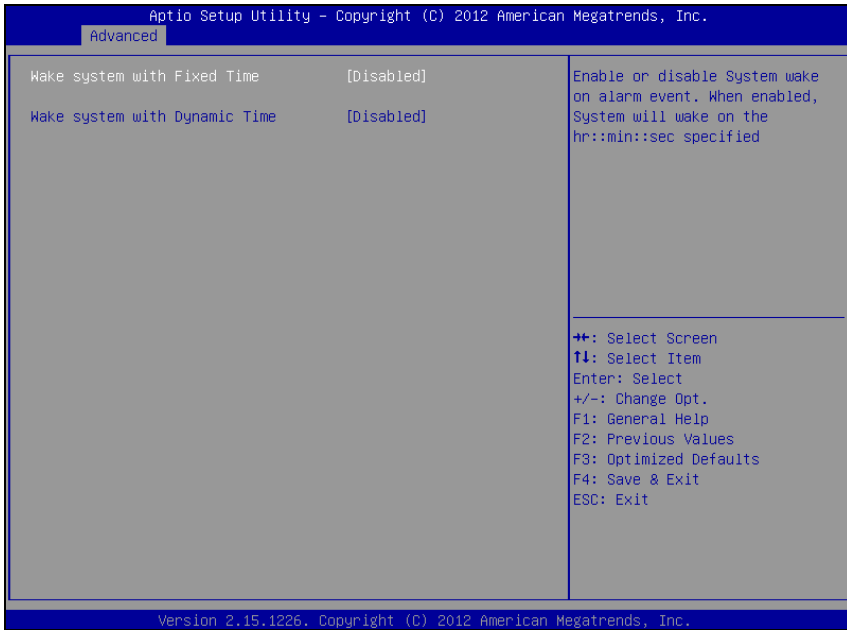 Aptio Setup Utility – Copyright (C) 2012 American Megatrends, Inc.
Advanced
Wake system with Fixed Time [Disabled]
Wake system with Dynamic Time [Disabled]
Enable or disable System wake
on alarm event. When enabled,
System will wake on the
hr::min::sec specified
→←: Select Screen
↑↓: Select Item
Enter: Select
+/-: Change Opt.
F1: General Help
F2: Previous Values
F3: Optimized Defaults
F4: Save & Exit
ESC: Exit
Version 2.15.1226. Copyright (C) 2012 American Megatrends, Inc.